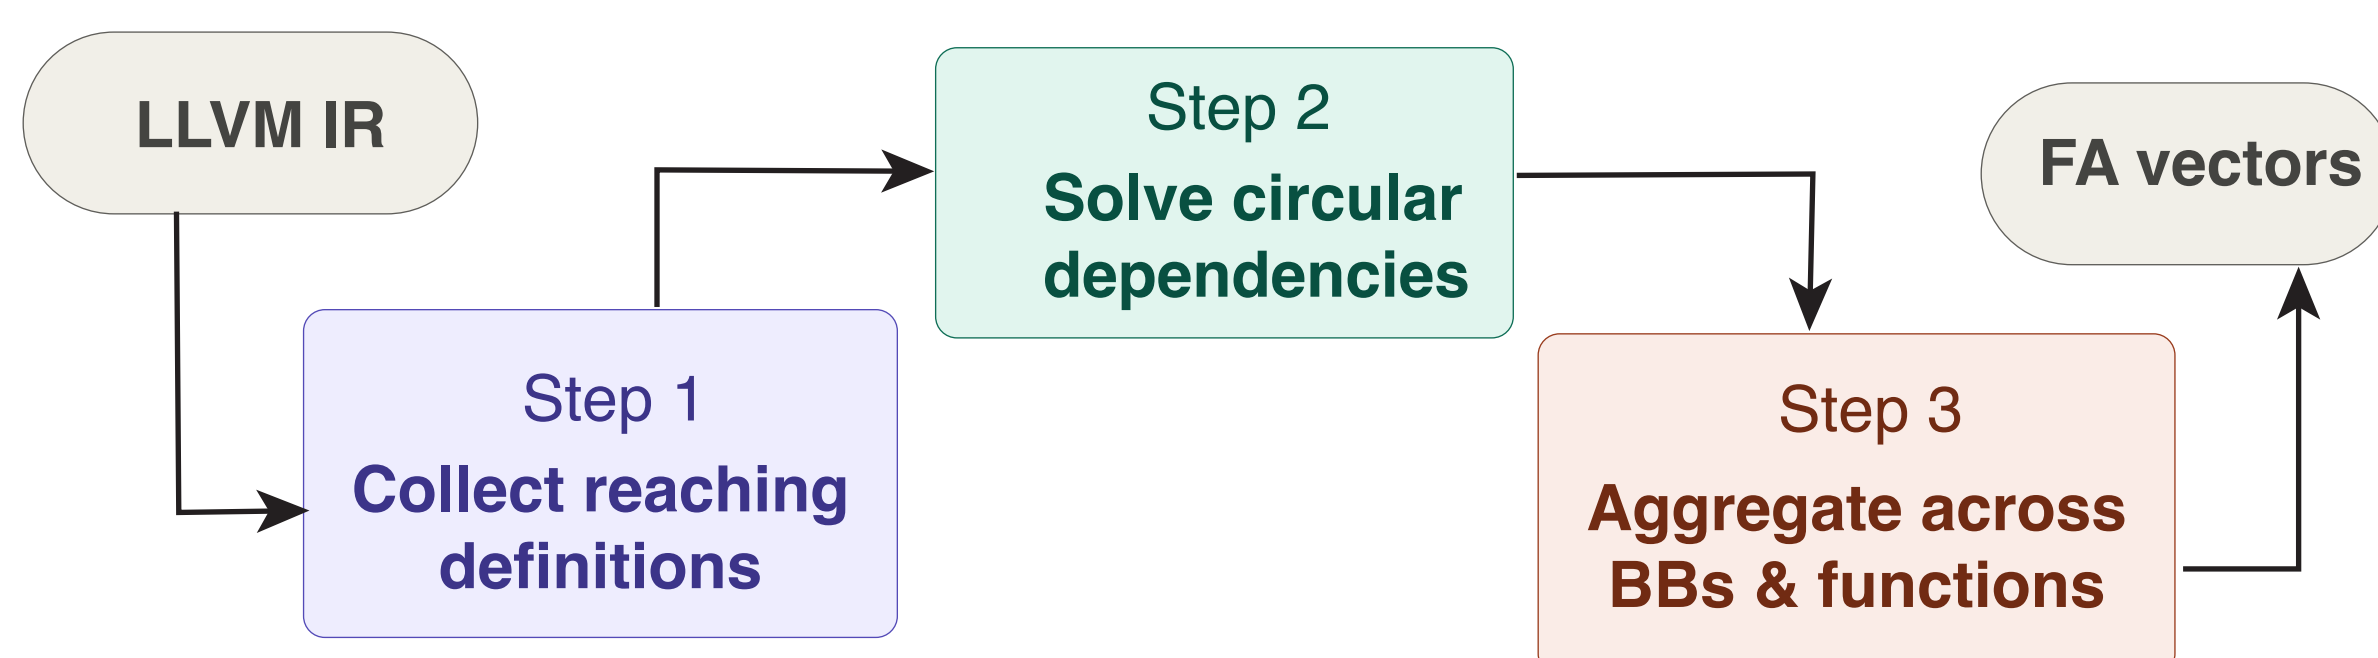 LLVM IR
Step 1
Collect reaching
definitions
Step 2
Solve circular
dependencies
Step 3
Aggregate across
BBs & functions
FA vectors